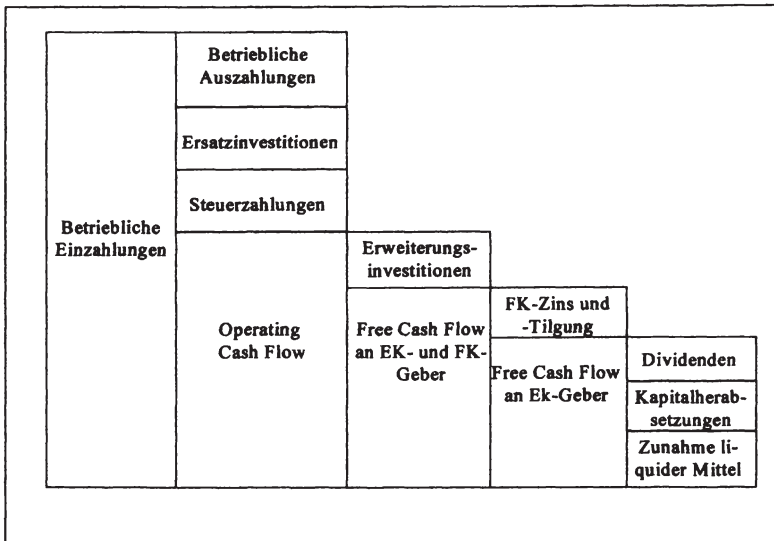 Betriebliche
Auszahlungen
Ersatzinvestitionen
Steuerzahlungen
Betriebliche
Einzahlungen
Erweiterungs-
investitionen
Operating
Cash Flow
Free Cash Flow
an EK- und FK-
Geber
FK-Zins und
-Tilgung
Free Cash Flow
an Ek-Geber
Dividenden
Kapitalherab-
setzungen
Zunahme li-
quider Mittel